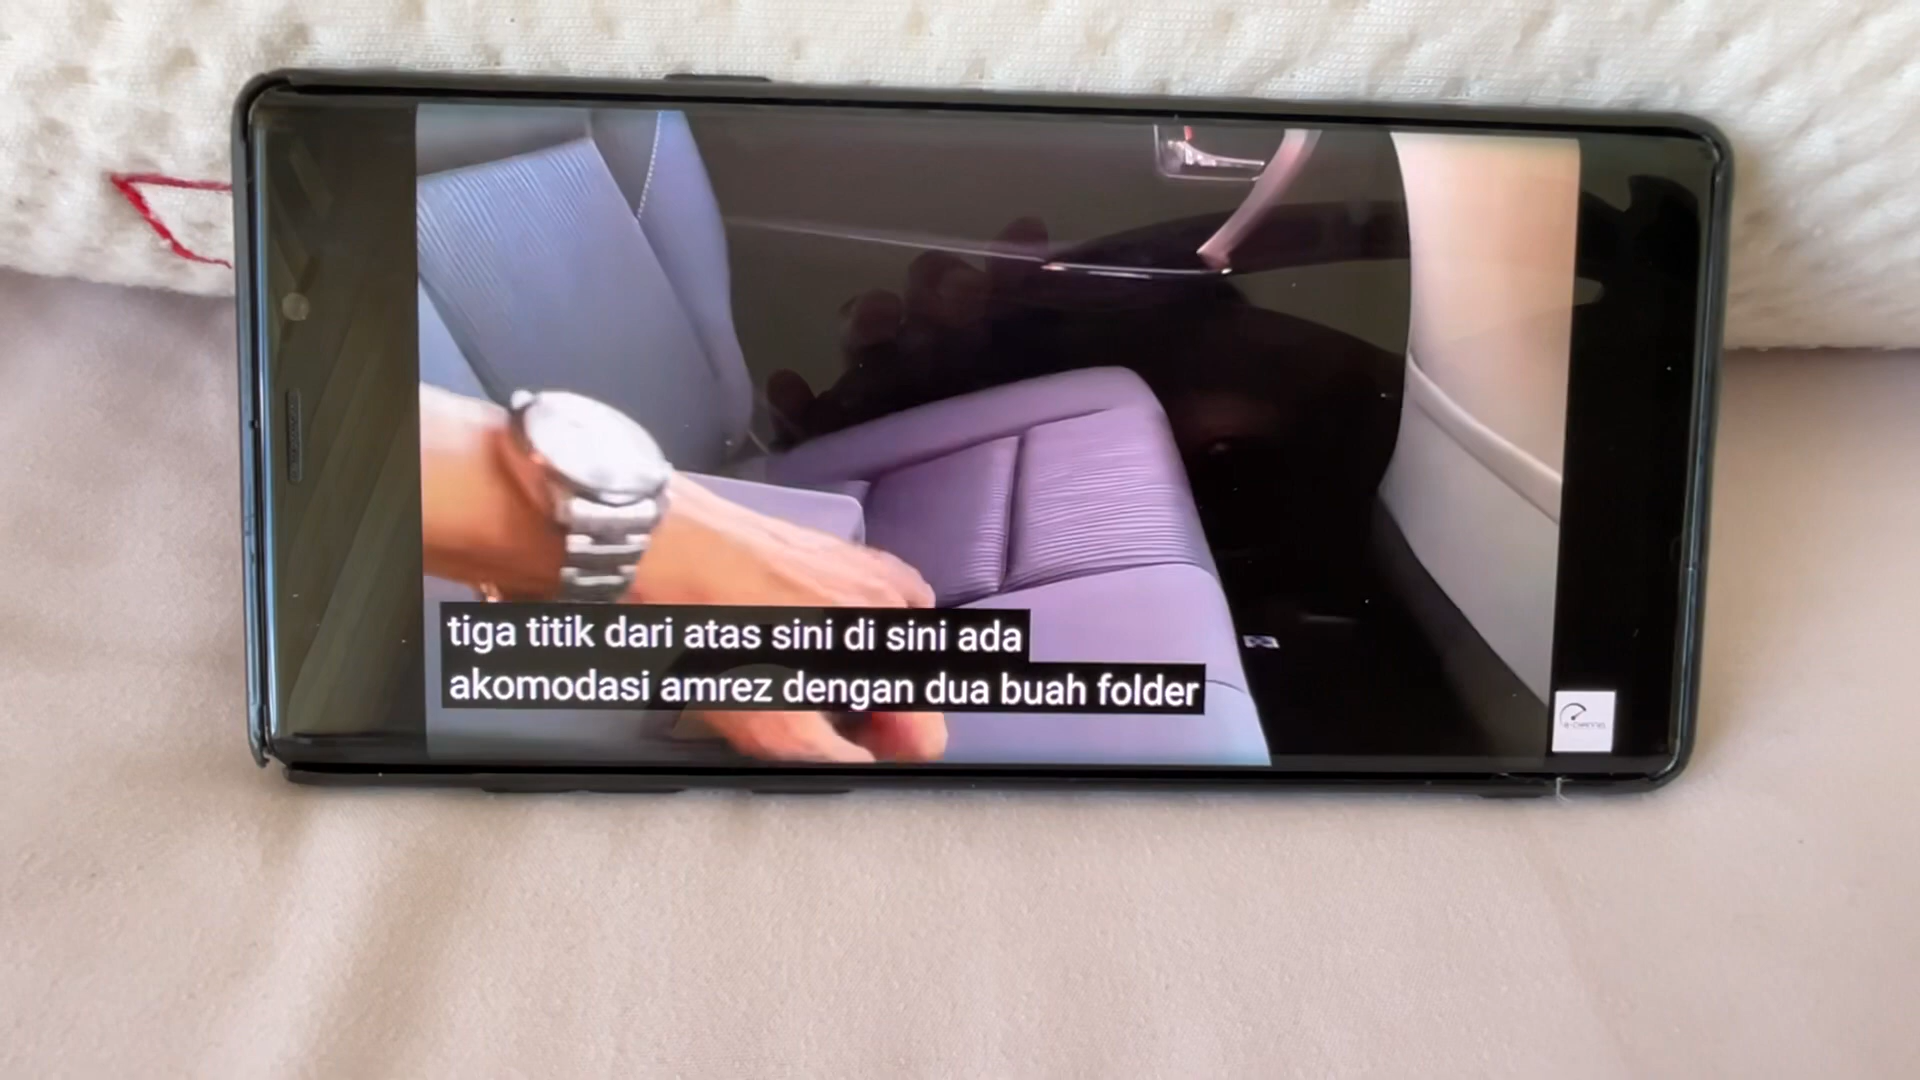 tiga titik dari atas sini di sini ada
akomodasi amrez dengan dua buah folder